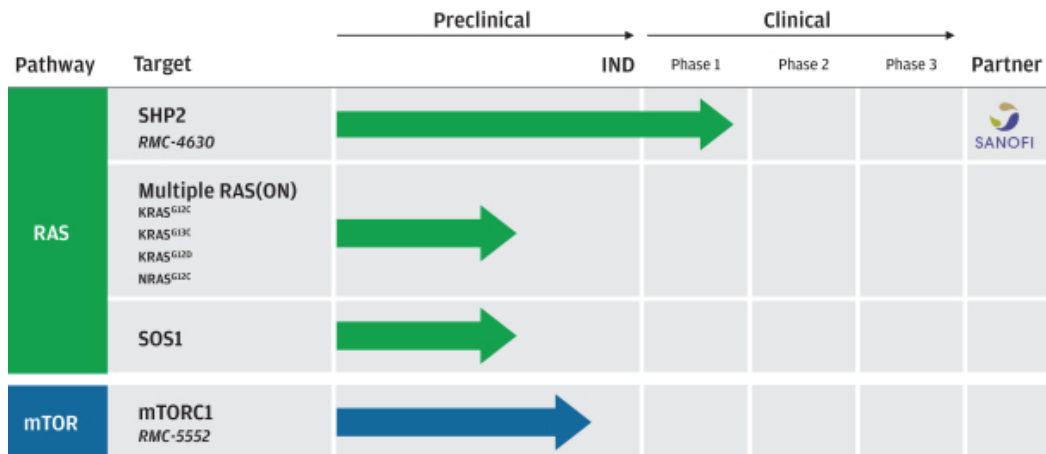 Preclinical Clinical
Pathway Target IND Phase 1 Phase 2 Phase 3 Partner
RAS
SHP2
RMC-4630
SANOFI
Multiple RAS(ON)
KRASG12C
KRASG13C
KRASG12D
NRASG12C
SOS1
mTOR
mTORC1
RMC-5552